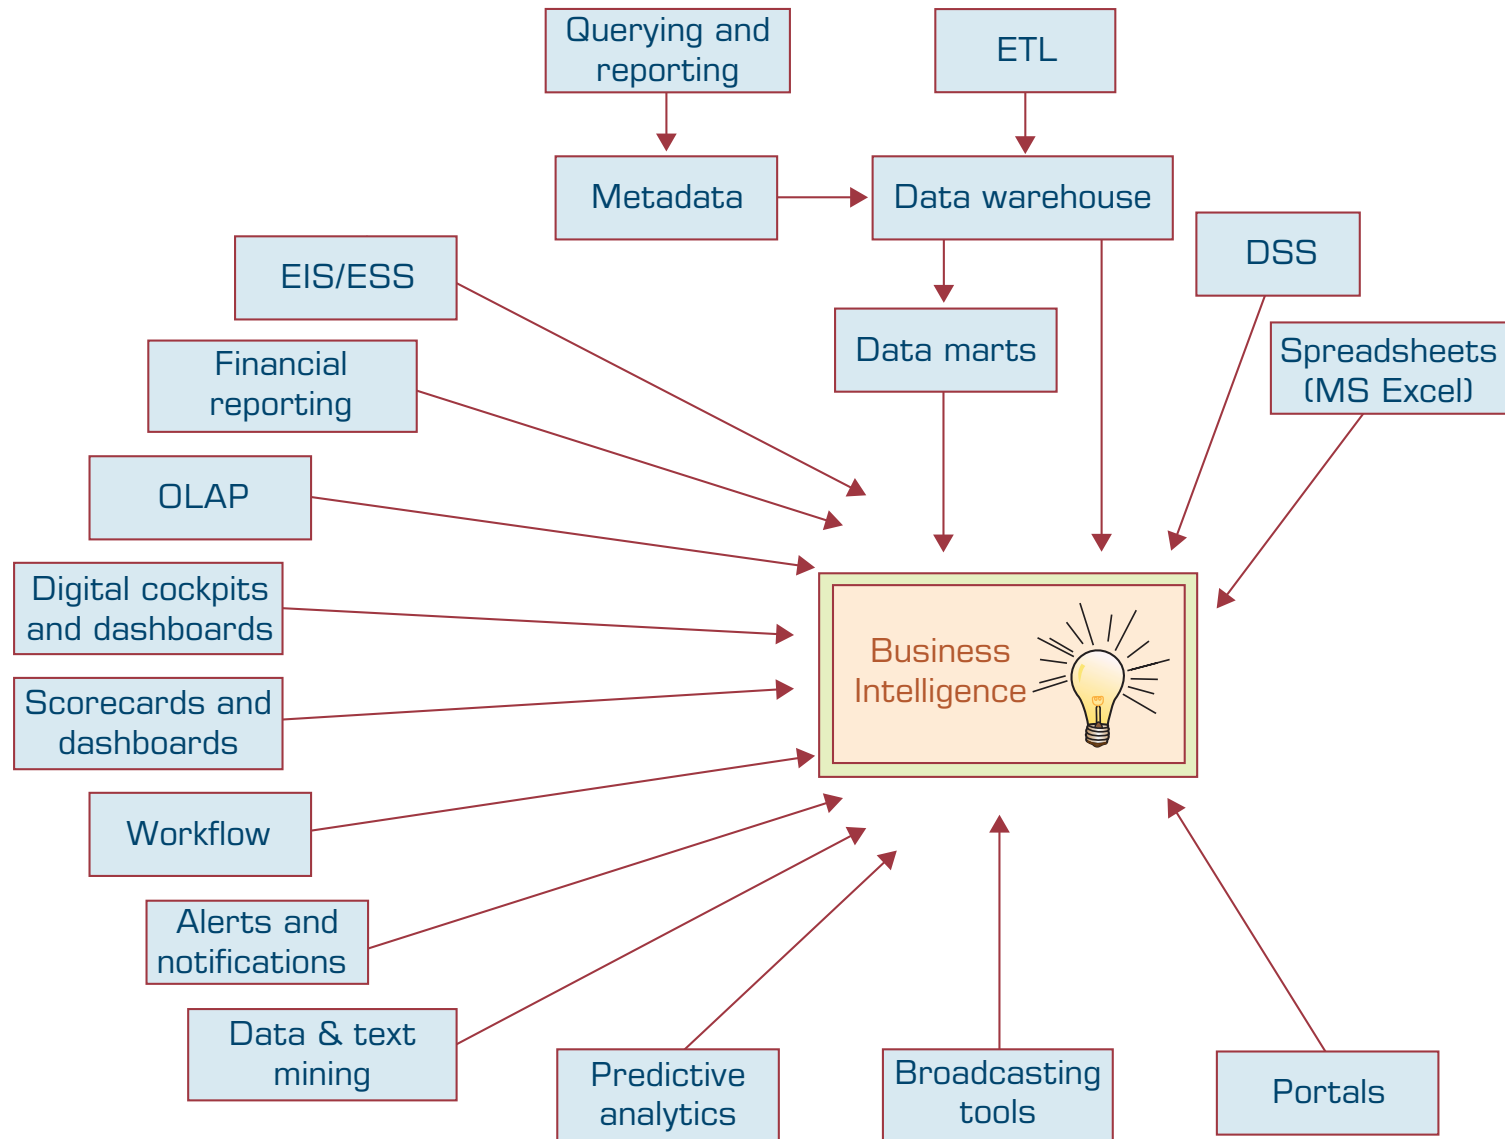 Querying and
reporting
ETL
Metadata
Data warehouse
DSS
EIS/ESS
Data marts
Spreadsheets
(MS Excel)
Financial
reporting
OLAP
Digital cockpits
and dashboards
Business
Intelligence
Scorecards and
dashboards
Workflow
Alerts and
notifications
Data & text
mining
Predictive
analytics
Broadcasting
tools
Portals